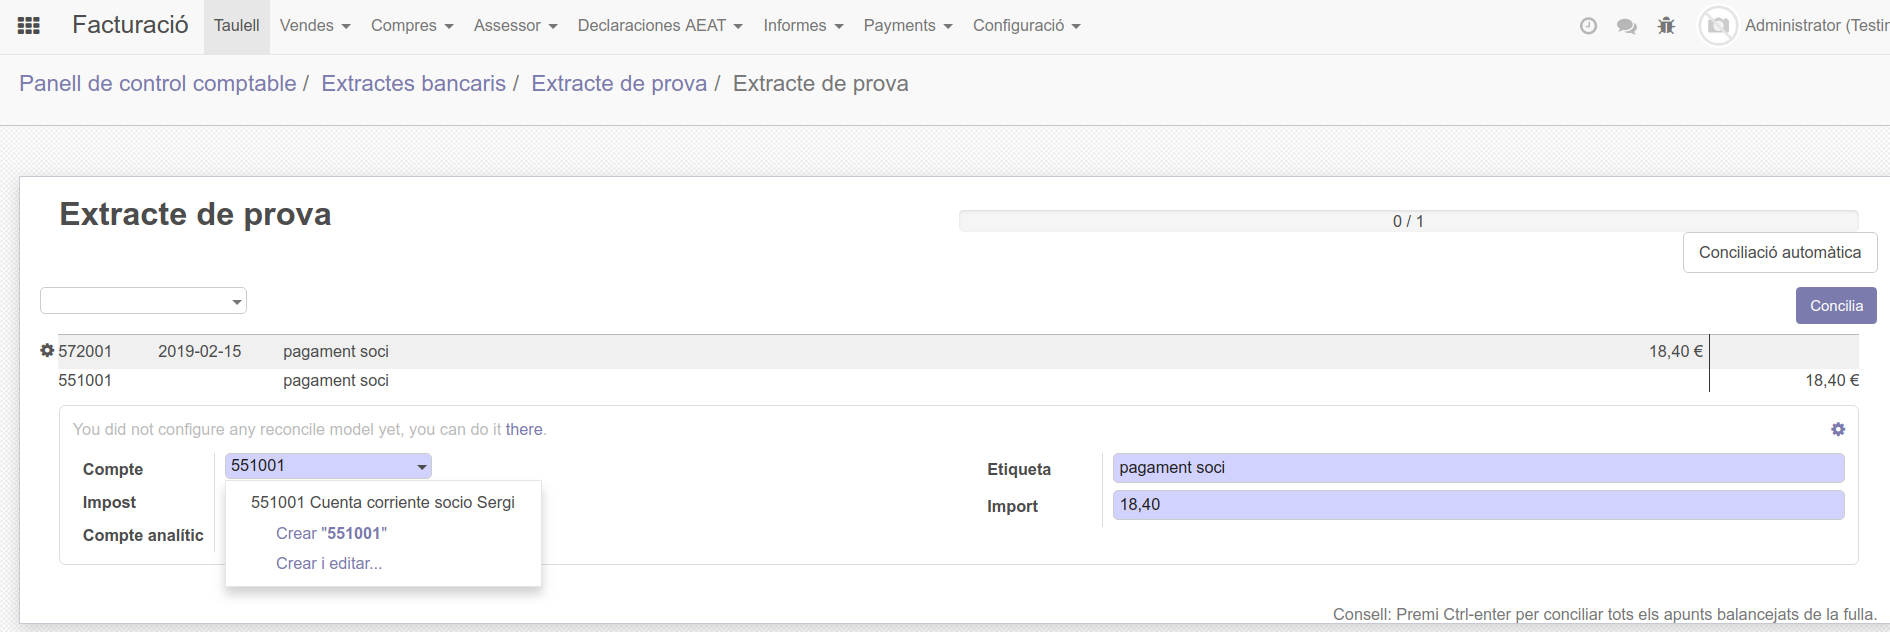 Facturació Taulell Vendes Compres Assessor Declaraciones AEAT Informes Payments Configuració Administrator (Testin
Panell de control comptable / Extractes bancaris / Extracte de prova / Extracte de prova
Extracte de prova
0 / 1
Conciliació automàtica
Concilia
572001 2019-02-15 pagament soci 18,40 €
551001 pagament soci 18,40 €
You did not configure any reconcile model yet, you can do it there.
Compte 551001 Etiqueta pagament soci
Impost 551001 Cuenta corriente socio Sergi Import 18,40
Crear "551001"
Compte analític
Crear i editar...
Consell: Premi Ctrl-enter per conciliar tots els apunts balancejats de la fulla.